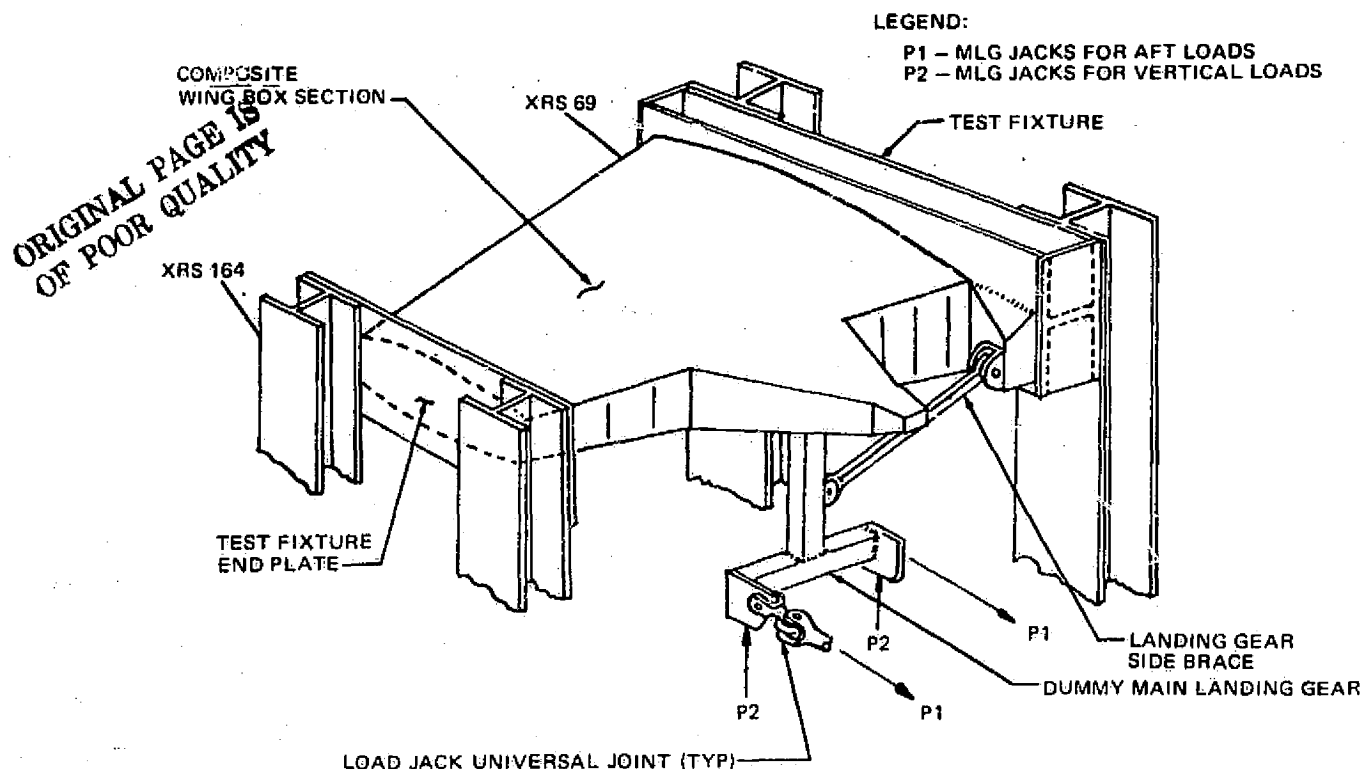 LEGEND:
P1 – MLG JACKS FOR AFT LOADS
P2 – MLG JACKS FOR VERTICAL LOADS
COMPOSITE
WING BOX SECTION
XRS 69
TEST FIXTURE
ORIGINAL PAGE IS
OF POOR QUALITY
XRS 164
TEST FIXTURE
END PLATE
P2
P1
P2
P1
LANDING GEAR
SIDE BRACE
DUMMY MAIN LANDING GEAR
LOAD JACK UNIVERSAL JOINT (TYP)